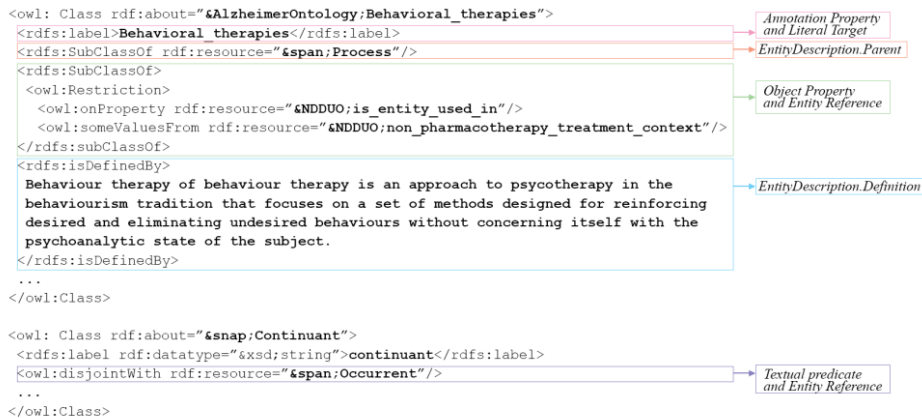 <owl: Class rdf:about=”&AlzheimerOntology;Behavioral_therapies”>
<rdfs:label>Behavioral_therapies</rdfs:label>
Annotation Property
and Literal Target
<rdfs:SubClassOf rdf:resource=”&span;Process”/>
EntityDescription.Parent
<rdfs:SubClassOf>
<owl:Restriction>
<owl:onProperty rdf:resource=”&NDDUO;is_entity_used_in”/>
<owl:someValuesFrom rdf:resource=”&NDDUO;non_pharmacotherapy_treatment_context”/>
</rdfs:subClassOf>
Object Property
and Entity Reference
<rdfs:isDefinedBy>
Behaviour therapy of behaviour therapy is an approach to psycotherapy in the
behaviourism tradition that focuses on a set of methods designed for reinforcing
desired and eliminating undesired behaviours without concerning itself with the
psychoanalytic state of the subject.
</rdfs:isDefinedBy>
EntityDescription.Definition
...
</owl:Class>
<owl: Class rdf:about=”&snap;Continuant”>
<rdfs:label rdf:datatype=”&xsd;string”>continuant</rdfs:label>
<owl:disjointWith rdf:resource=”&span;Occurrent”/>
Textual predicate
and Entity Reference
...
</owl:Class>